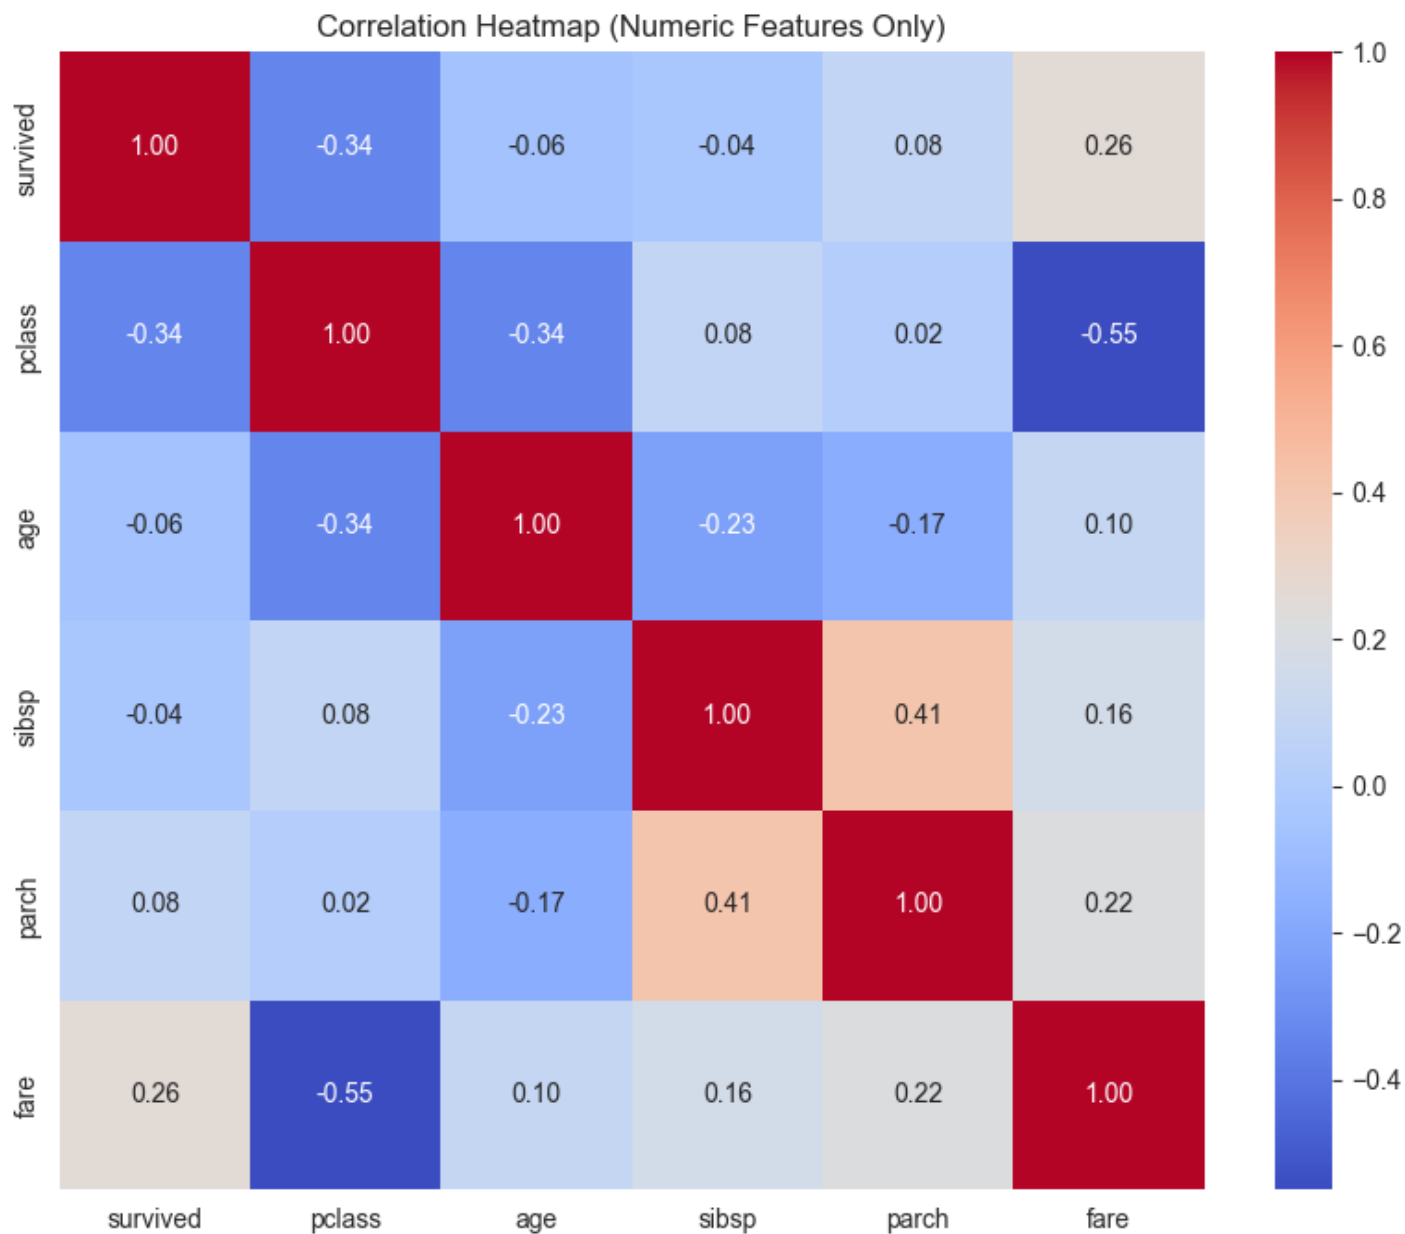 Correlation Heatmap (Numeric Features Only)
survived 1.00 -0.34 -0.06 -0.04 0.08 0.26
pclass -0.34 1.00 -0.34 0.08 0.02 -0.55
age -0.06 -0.34 1.00 -0.23 -0.17 0.10
sibsp -0.04 0.08 -0.23 1.00 0.41 0.16
parch 0.08 0.02 -0.17 0.41 1.00 0.22
fare 0.26 -0.55 0.10 0.16 0.22 1.00
survived pclass age sibsp parch fare
1.0
0.8
0.6
0.4
0.2
0.0
−0.2
−0.4